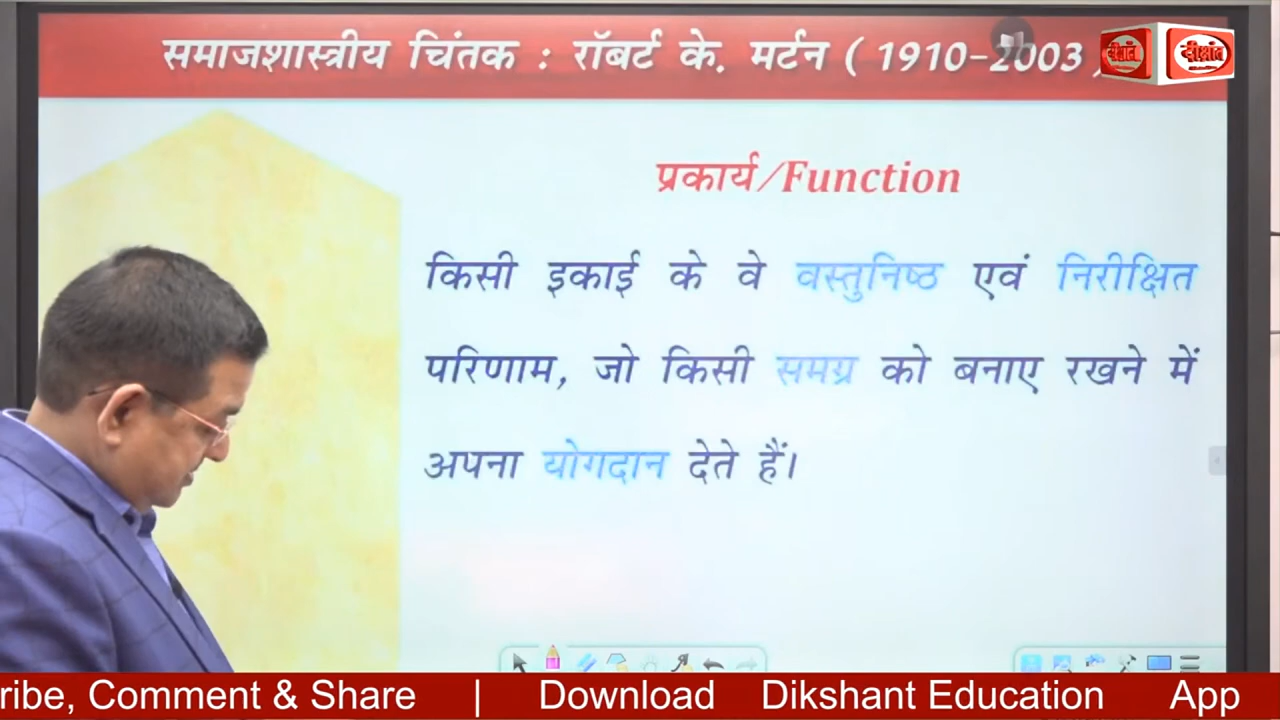 समाजशास्त्रीय चिंतक : रॉबर्ट के. मर्टन ( 1910-2003 )
दीक्षांत
दीक्षांत
प्रकार्य/Function
किसी इकाई के वे वस्तुनिष्ठ एवं निरीक्षित
परिणाम, जो किसी समग्र को बनाए रखने में
अपना योगदान देते हैं।
ribe, Comment & Share | Download Dikshant Education App